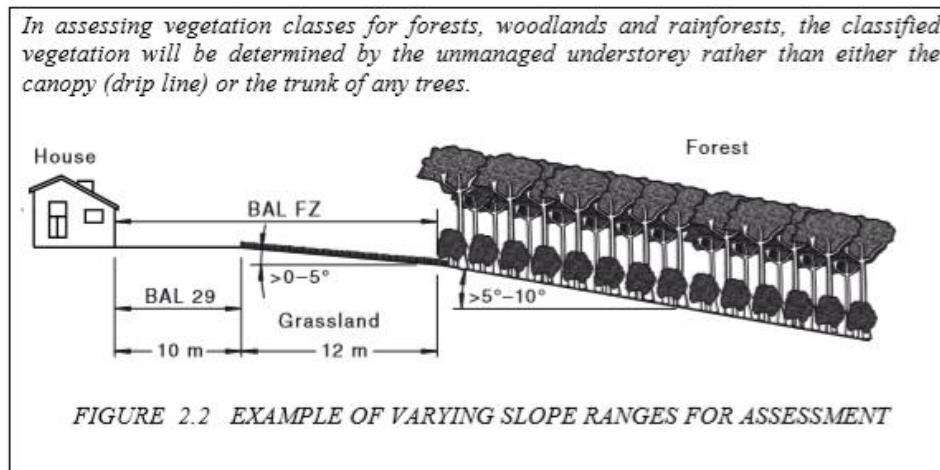 In assessing vegetation classes for forests, woodlands and rainforests, the classified
vegetation will be determined by the unmanaged understorey rather than either the
canopy (drip line) or the trunk of any trees.
House
Forest
BAL FZ
>0–5°
>5°–10°
BAL 29
Grassland
10 m
12 m
FIGURE 2.2 EXAMPLE OF VARYING SLOPE RANGES FOR ASSESSMENT